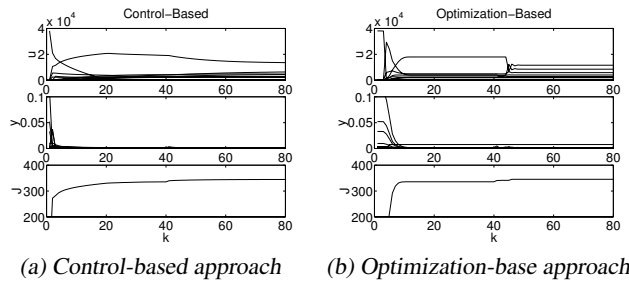 Control-Based
x 10^4
4
2
0
u
0 20 40 60 80
0.1
0.05
0
y
0 20 40 60 80
400
300
200
J
0 20 40 60 80
k
(a) Control-based approach
Optimization-Based
x 10^4
4
2
0
u
0 20 40 60 80
0.1
0.05
0
y
0 20 40 60 80
400
300
200
J
0 20 40 60 80
k
(b) Optimization-base approach